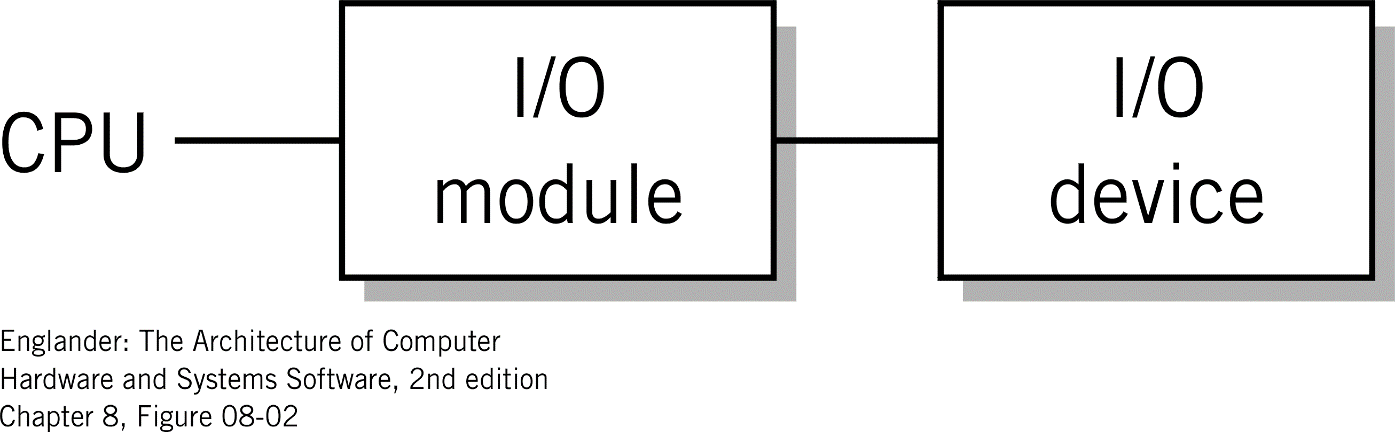 CPU
I/O
module
I/O
device
Englander: The Architecture of Computer
Hardware and Systems Software, 2nd edition
Chapter 8, Figure 08-02